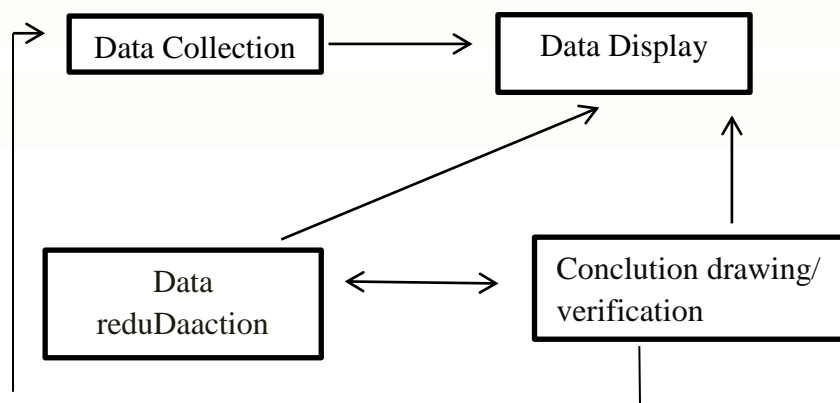 Data Collection
Data Display
Data
reduDaaction
Conclution drawing/
verification